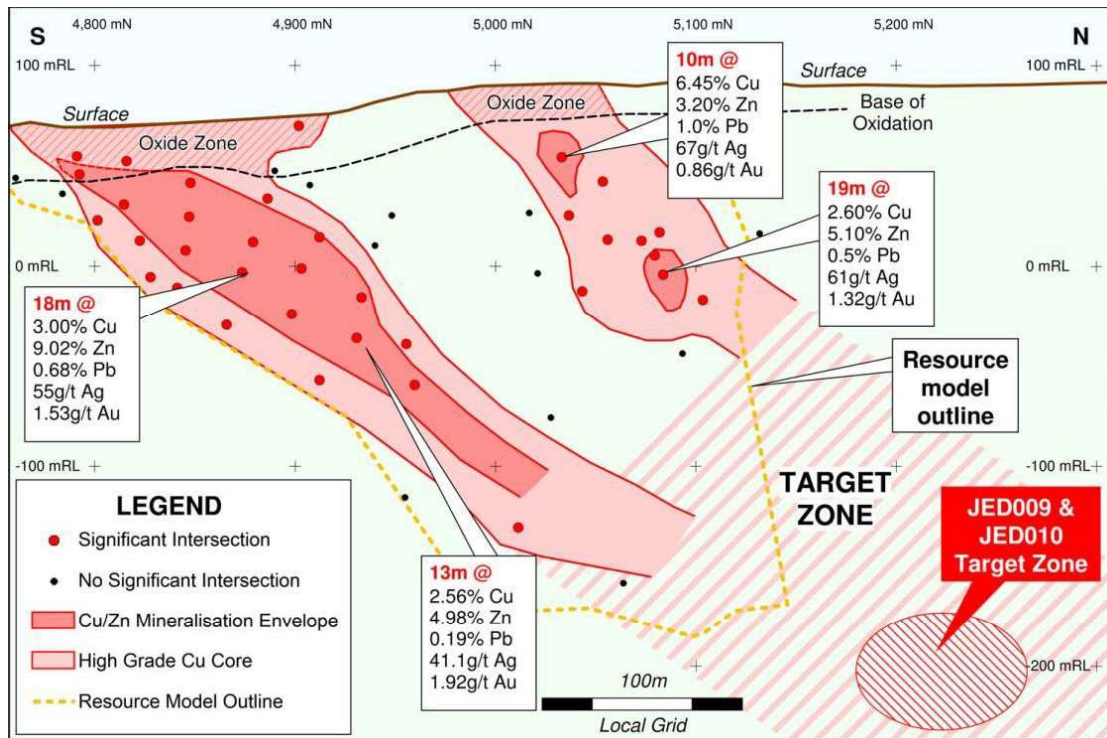 4,800 mN
4,900 mN
5,000 mN
5,100 mN
5,200 mN
S
N
100 mRL
100 mRL
Surface
Surface
Oxide Zone
Oxide Zone
Base of
Oxidation
10m @
6.45% Cu
3.20% Zn
1.0% Pb
67g/t Ag
0.86g/t Au
19m @
2.60% Cu
5.10% Zn
0.5% Pb
61g/t Ag
1.32g/t Au
0 mRL
0 mRL
18m @
3.00% Cu
9.02% Zn
0.68% Pb
55g/t Ag
1.53g/t Au
Resource
model
outline
-100 mRL
-100 mRL
TARGET
ZONE
JED009 &
JED010
Target Zone
13m @
2.56% Cu
4.98% Zn
0.19% Pb
41.1g/t Ag
1.92g/t Au
-200 mRL
100m
Local Grid
LEGEND
Significant Intersection
No Significant Intersection
Cu/Zn Mineralisation Envelope
High Grade Cu Core
Resource Model Outline